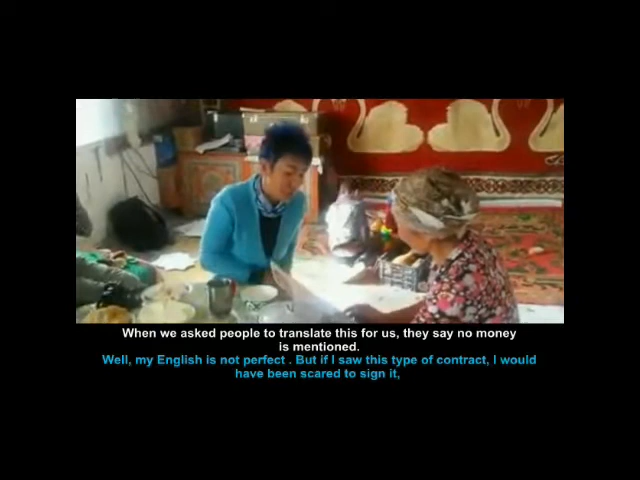 When we asked people to translate this for us, they say no money
is mentioned.
Well, my English is not perfect . But if I saw this type of contract, I would
have been scared to sign it,